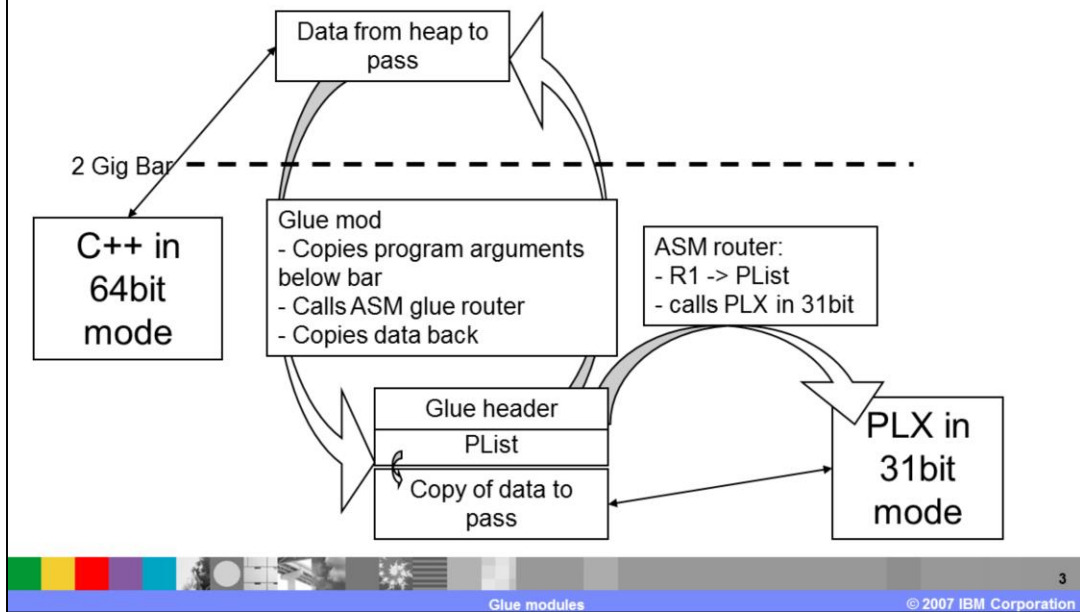 Data from heap to
pass
2 Gig Bar
C++ in
64bit
mode
Glue mod
- Copies program arguments
below bar
- Calls ASM glue router
- Copies data back
ASM router:
- R1 -> PList
- calls PLX in 31bit
Glue header
PList
Copy of data to
pass
PLX in
31bit
mode
3
Glue modules
© 2007 IBM Corporation